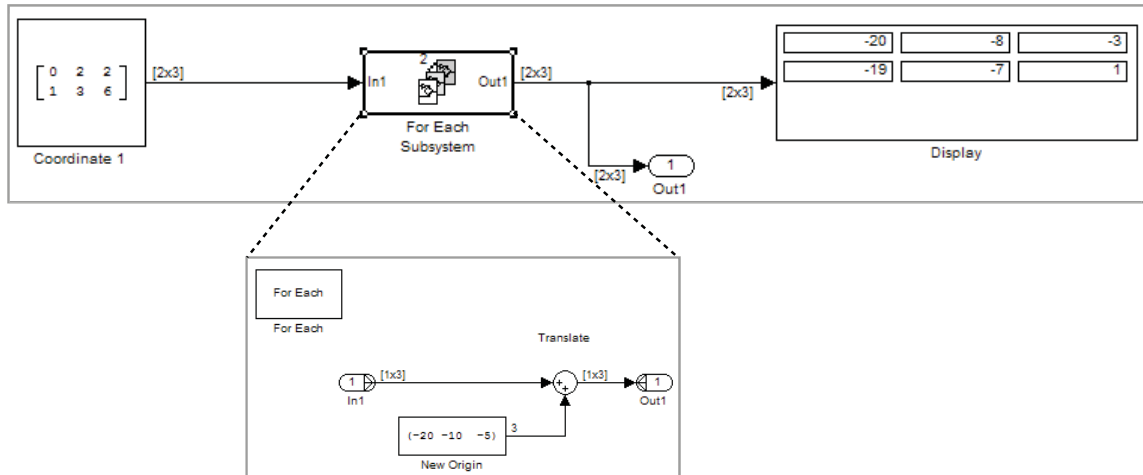 0 2 2
1 3 6
[2x3]
Coordinate 1
2
In1
Out1
[2x3]
For Each
Subsystem
[2x3]
1
Out1
[2x3]
-20 -8 -3
-19 -7 1
Display
For Each
For Each
Translate
1
In1
[1x3]
+
+
[1x3]
1
Out1
(-20 -10 -5)
3
New Origin